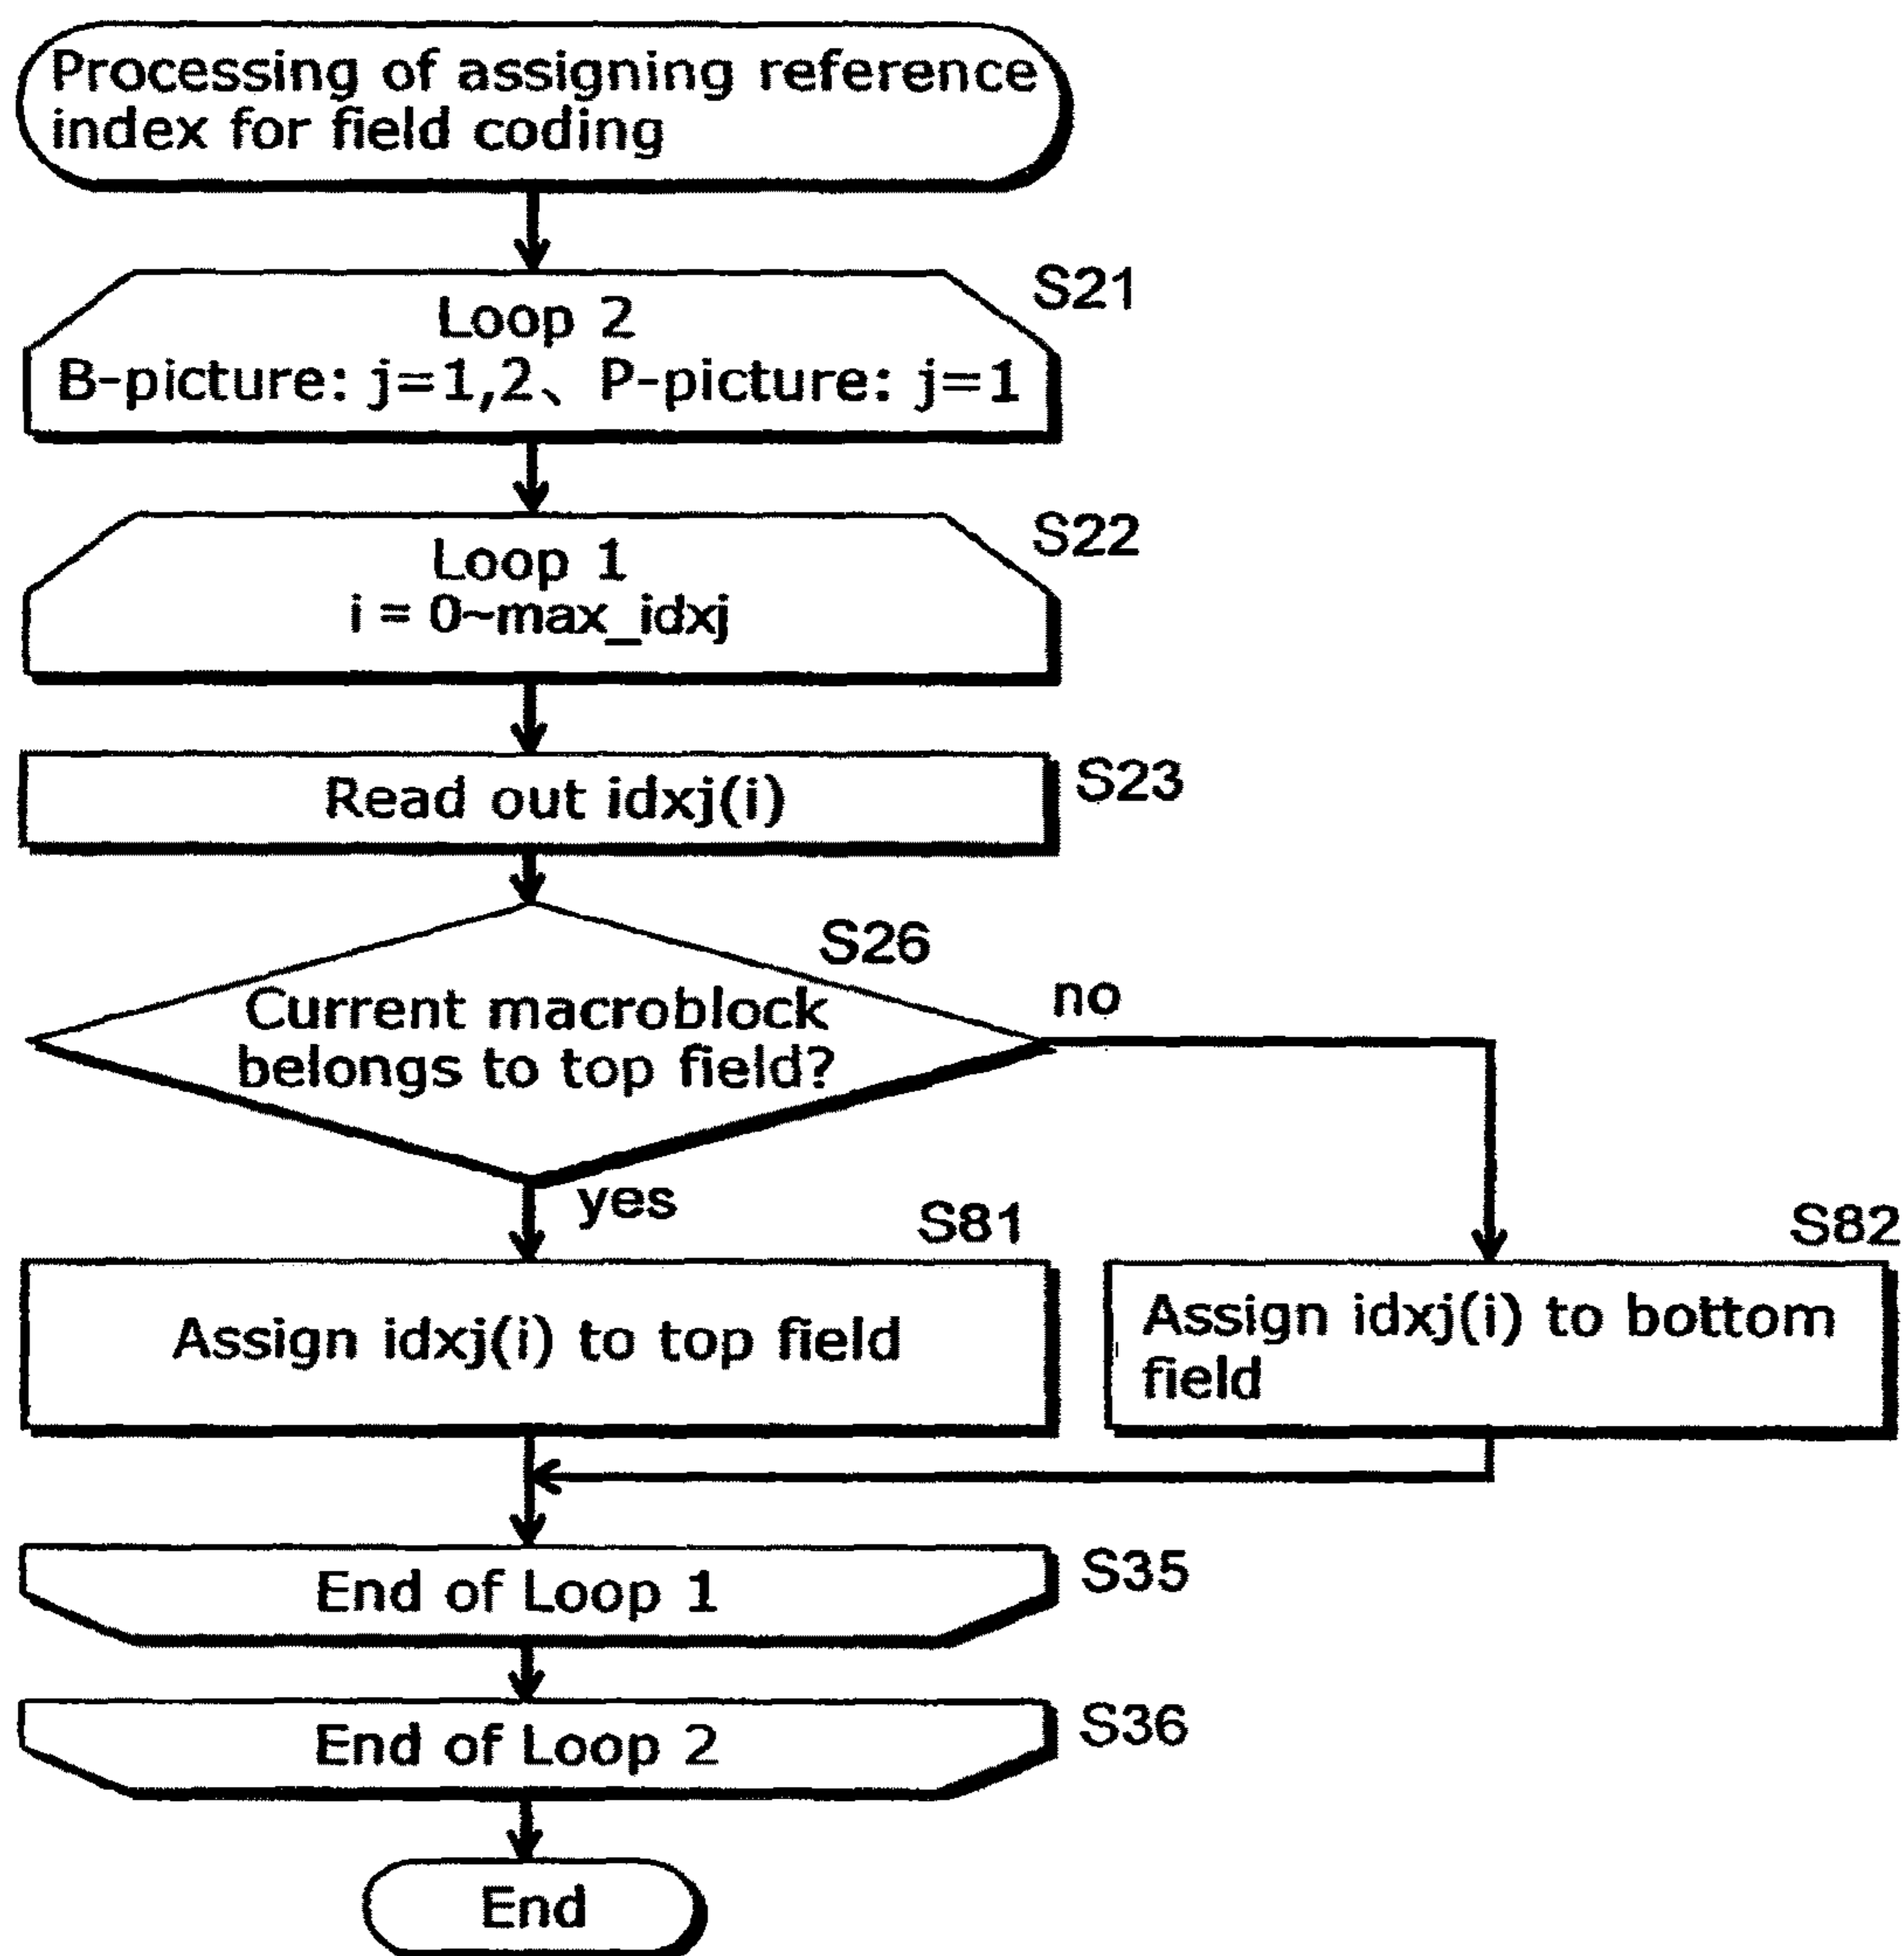 Processing of assigning reference
index for field coding
S21
Loop 2
B-picture: j=1,2、 P-picture: j=1
S22
Loop 1
i = 0~max_idxj
S23
Read out idxj(i)
S26
Current macroblock
belongs to top field?
no
yes
S81
Assign idxj(i) to top field
S82
Assign idxj(i) to bottom
field
S35
End of Loop 1
S36
End of Loop 2
End